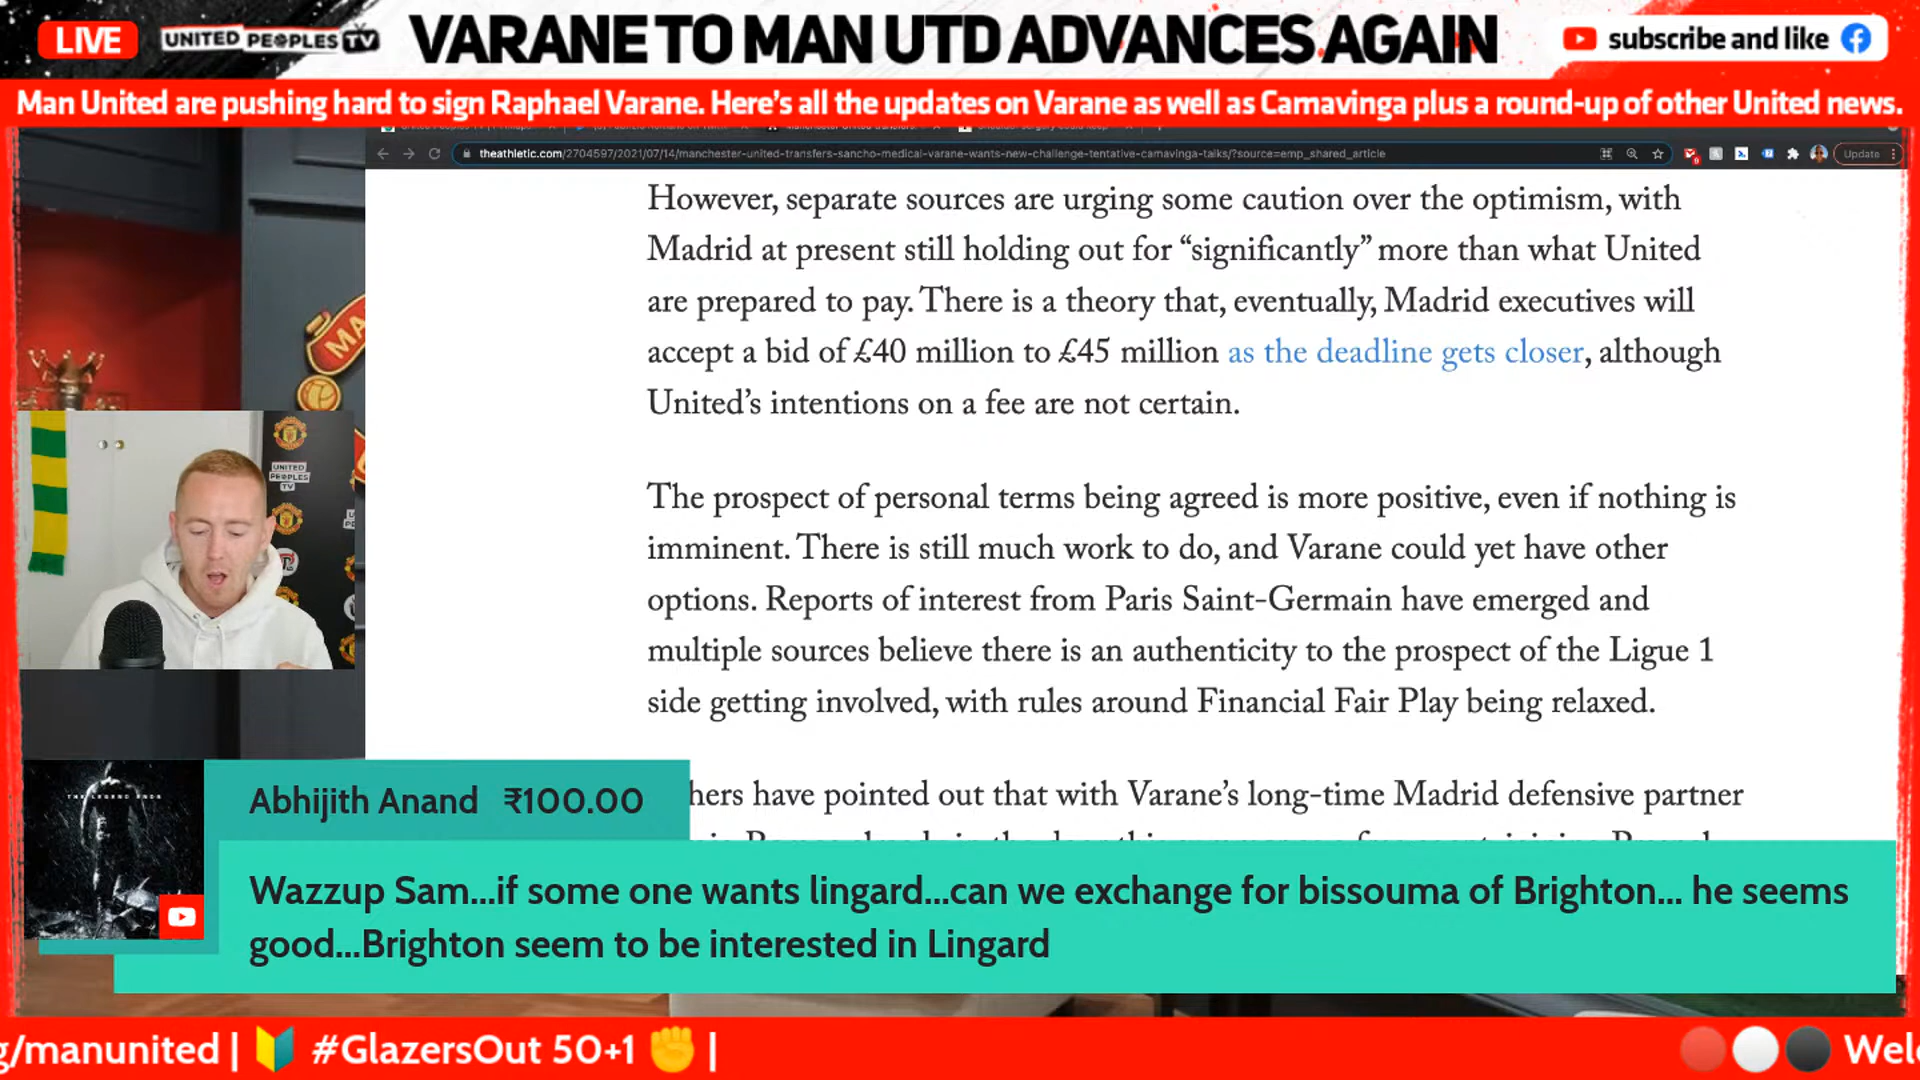 LIVE
UNITED PEOPLES TV
VARANE TO MAN UTD ADVANCES AGAIN
subscribe and like
Man United are pushing hard to sign Raphael Varane. Here's all the updates on Varane as well as Camavinga plus a round-up of other United news.
theathletic.com/2704597/2021/07/14/manchester-united-transfers-sancho-medical-varane-wants-new-challenge-tentative-camavinga-talks/?source=emp_shared_article
Update
However, separate sources are urging some caution over the optimism, with
Madrid at present still holding out for “significantly” more than what United
are prepared to pay. There is a theory that, eventually, Madrid executives will
accept a bid of £40 million to £45 million as the deadline gets closer, although
United’s intentions on a fee are not certain.
The prospect of personal terms being agreed is more positive, even if nothing is
imminent. There is still much work to do, and Varane could yet have other
options. Reports of interest from Paris Saint-Germain have emerged and
multiple sources believe there is an authenticity to the prospect of the Ligue 1
side getting involved, with rules around Financial Fair Play being relaxed.
hers have pointed out that with Varane’s long-time Madrid defensive partner
UNITED
PEOPLES
TV
MA
THE LEGEND ENDS
Abhijith Anand ₹100.00
Wazzup Sam...if some one wants lingard...can we exchange for bissouma of Brighton... he seems
good...Brighton seem to be interested in Lingard
g/manunited | 🔰 #GlazersOut 50+1 ✊ |
Welc